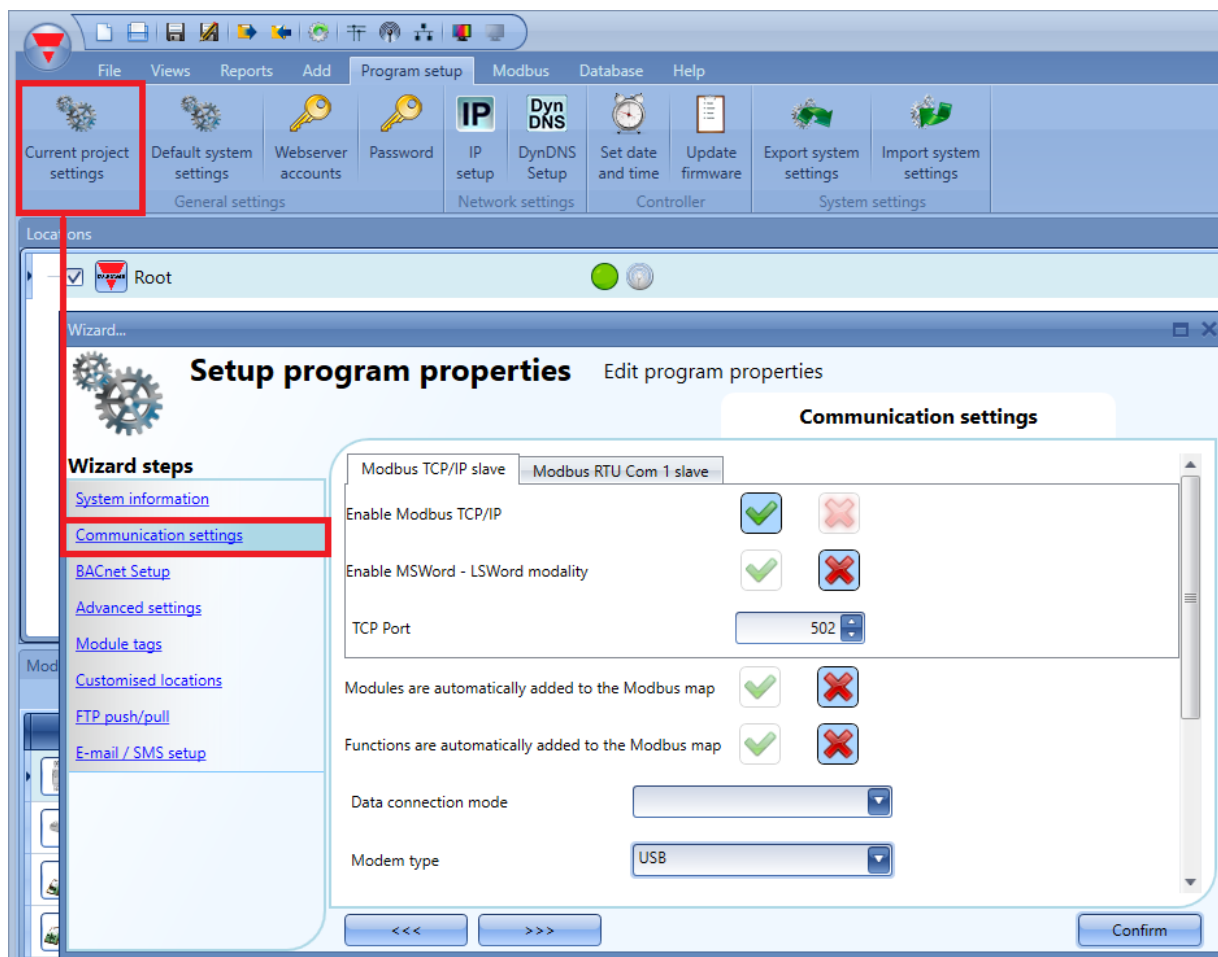 File Views Reports Add Program setup Modbus Database Help
IP Dyn DNS
Current project settings
Default system settings
Webserver accounts
Password
IP setup
DynDNS Setup
Set date and time
Update firmware
Export system settings
Import system settings
General settings Network settings Controller System settings
Locations
Root
Wizard...
Setup program properties Edit program properties
Communication settings
Wizard steps
System information
Communication settings
BACnet Setup
Advanced settings
Module tags
Customised locations
FTP push/pull
E-mail / SMS setup
Modbus TCP/IP slave Modbus RTU Com 1 slave
Enable Modbus TCP/IP
Enable MSWord - LSWord modality
TCP Port 502
Modules are automatically added to the Modbus map
Functions are automatically added to the Modbus map
Data connection mode
Modem type USB
Mod
<<< >>> Confirm